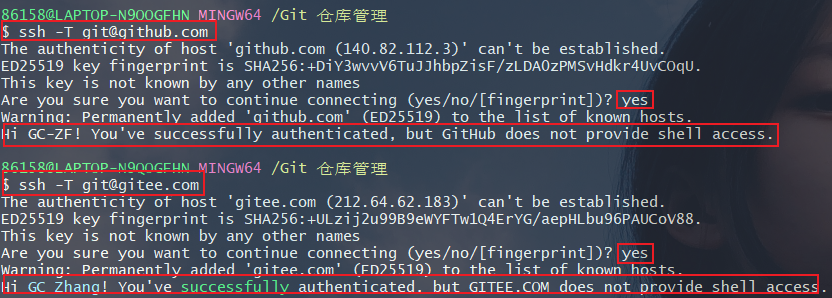 86158@LAPTOP-N9OOGFHN MINGW64 /Git 仓库管理
$ ssh -T git@github.com
The authenticity of host 'github.com (140.82.112.3)' can't be established.
ED25519 key fingerprint is SHA256:+DiY3wvvV6TuJJhbpZisF/zLDA0zPMSvHdkr4UvCOqU.
This key is not known by any other names
Are you sure you want to continue connecting (yes/no/[fingerprint])? yes
Warning: Permanently added 'github.com' (ED25519) to the list of known hosts.
Hi GC-ZF! You've successfully authenticated, but GitHub does not provide shell access.
86158@LAPTOP-N9OOGFHN MINGW64 /Git 仓库管理
$ ssh -T git@gitee.com
The authenticity of host 'gitee.com (212.64.62.183)' can't be established.
ED25519 key fingerprint is SHA256:+ULzij2u99B9eWYFTw1Q4ErYG/aepHLbu96PAUCoV88.
This key is not known by any other names
Are you sure you want to continue connecting (yes/no/[fingerprint])? yes
Warning: Permanently added 'gitee.com' (ED25519) to the list of known hosts.
Hi GC Zhang! You've successfully authenticated, but GITEE.COM does not provide shell access.